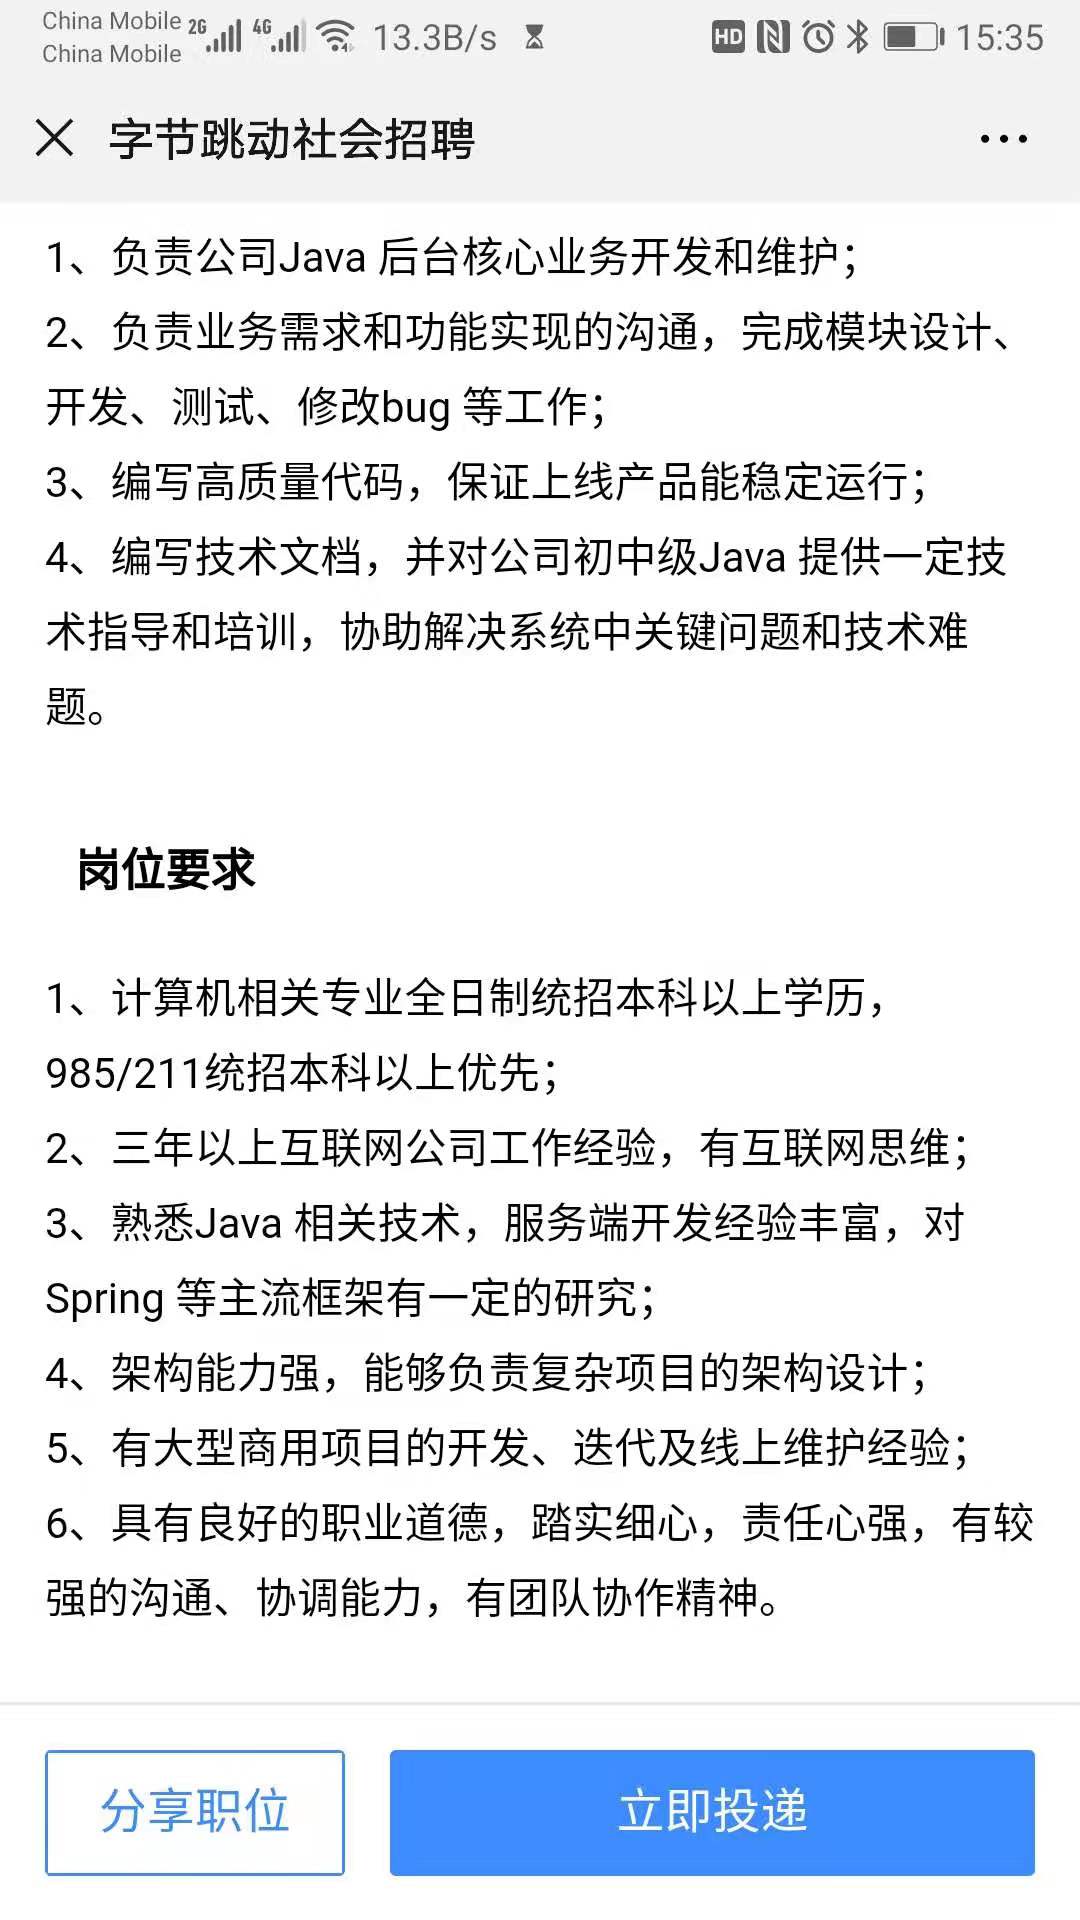 China Mobile 2G 4G 13.3B/s HD 15:35
China Mobile
字节跳动社会招聘
1、负责公司Java 后台核心业务开发和维护；
2、负责业务需求和功能实现的沟通，完成模块设计、
开发、测试、修改bug 等工作；
3、编写高质量代码，保证上线产品能稳定运行；
4、编写技术文档，并对公司初中级Java 提供一定技
术指导和培训，协助解决系统中关键问题和技术难
题。
岗位要求
1、计算机相关专业全日制统招本科以上学历，
985/211统招本科以上优先；
2、三年以上互联网公司工作经验，有互联网思维；
3、熟悉Java 相关技术，服务端开发经验丰富，对
Spring 等主流框架有一定的研究；
4、架构能力强，能够负责复杂项目的架构设计；
5、有大型商用项目的开发、迭代及线上维护经验；
6、具有良好的职业道德，踏实细心，责任心强，有较
强的沟通、协调能力，有团队协作精神。
分享职位
立即投递